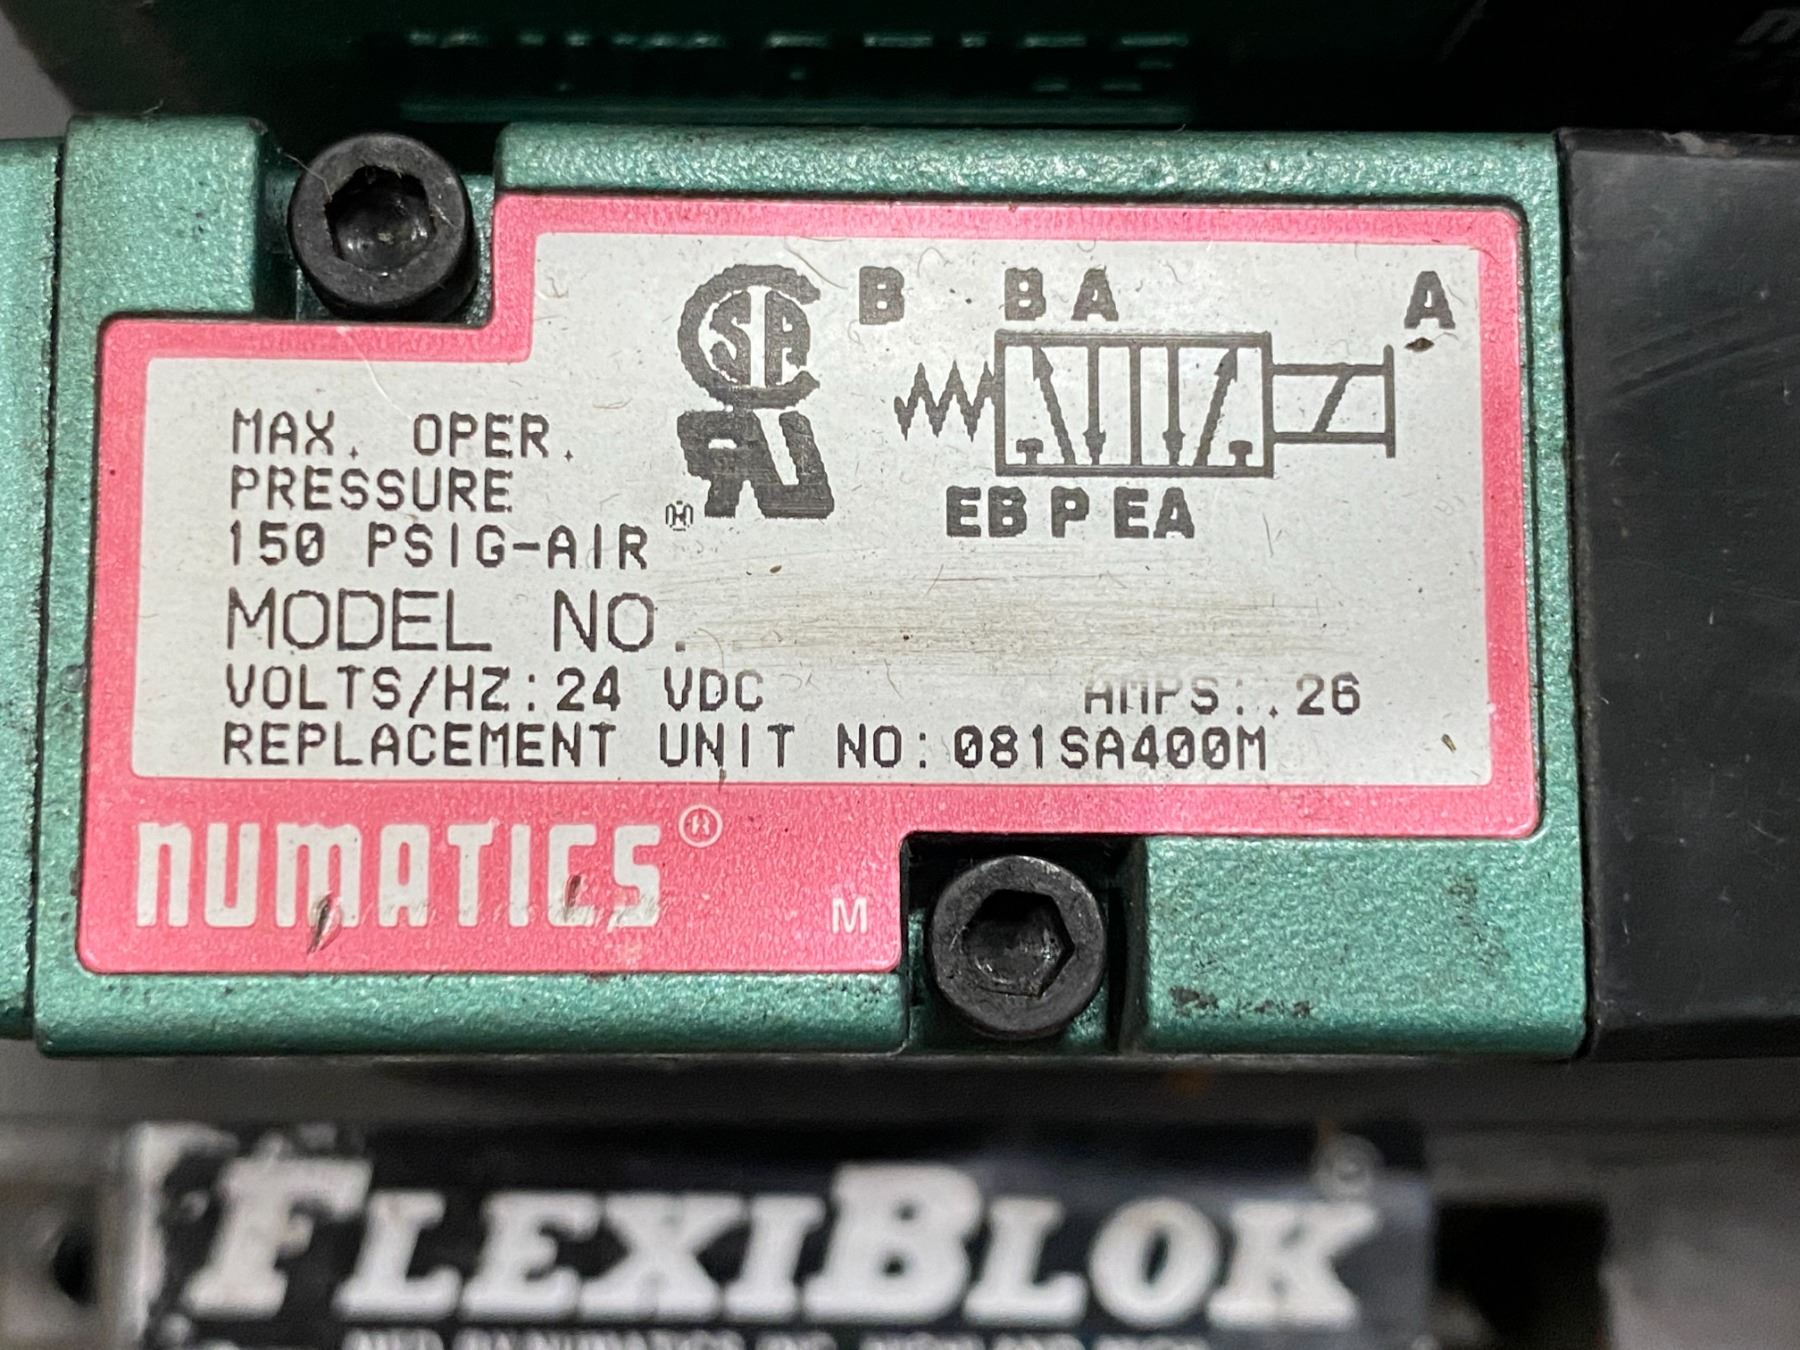 B BA A
SA
MAX. OPER.
PRESSURE
150 PSIG-AIR
EB P EA
MODEL NO.
VOLTS/HZ:24 VDC AMPS: .26
REPLACEMENT UNIT NO:081SA400M
NUMATICS®
M
FLEXIBLOK